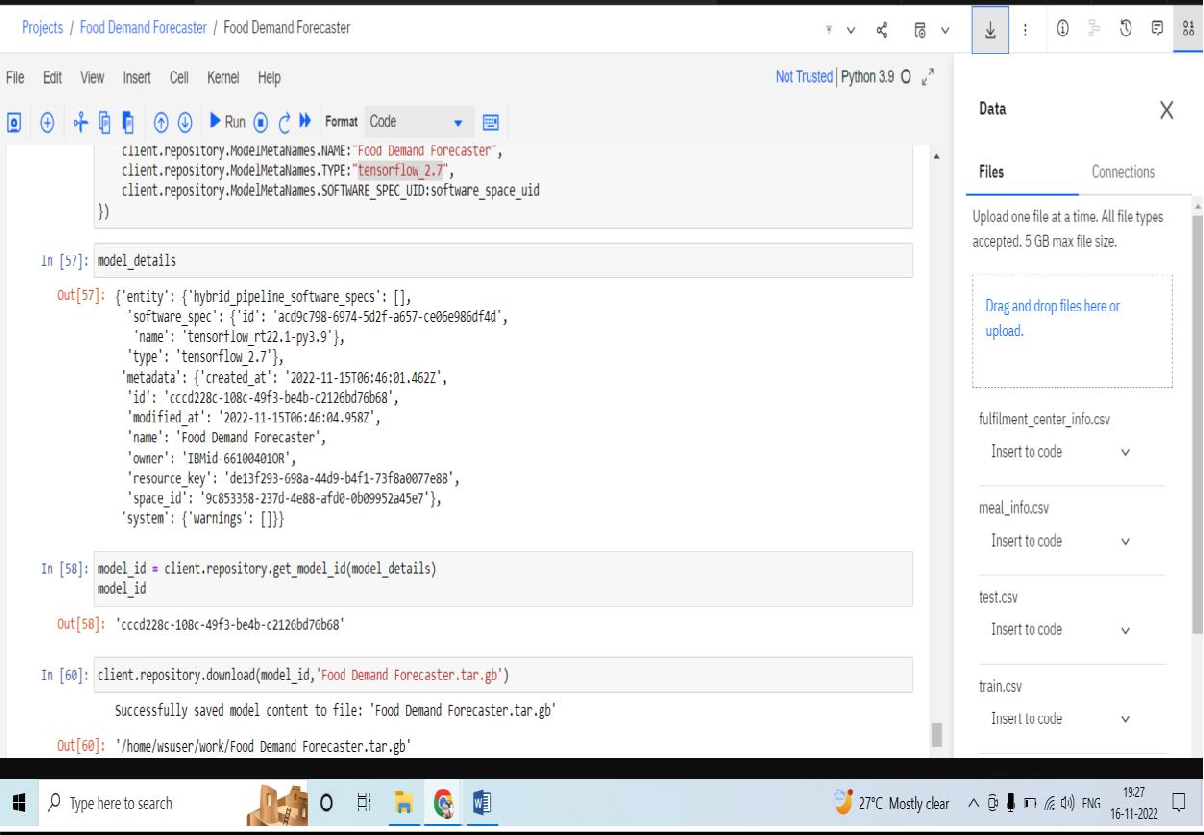 Projects / Food Demand Forecaster / Food Demand Forecaster
File Edit View Insert Cell Kernel Help
Not Trusted Python 3.9
Run Format Code
client.repository.ModelMetaNames.NAME:"Food Demand Forecaster",
client.repository.ModelMetaNames.TYPE:"tensorflow_2.7",
client.repository.ModelMetaNames.SOFTWARE_SPEC_UID:software_space_uid
})
In [57]: model_details
Out[57]: {'entity': {'hybrid_pipeline_software_specs': [],
'software_spec': {'id': 'acd9c798-6974-5d2f-a657-ce06e986df4d',
'name': 'tensorflow_rt22.1-py3.9'},
'type': 'tensorflow_2.7'},
'metadata': {'created_at': '2022-11-15T06:46:01.462Z',
'id': 'cccd228c-108c-49f3-be4b-c2126bd76b68',
'modified_at': '2022-11-15T06:46:04.958Z',
'name': 'Food Demand Forecaster',
'owner': 'IBMid-661004010R',
'resource_key': 'de13f293-698a-44d9-b4f1-73f8a0077e88',
'space_id': '9c853358-237d-4e88-afd0-0b09952a45e7'},
'system': {'warnings': []}}
In [58]: model_id = client.repository.get_model_id(model_details)
model_id
Out[58]: 'cccd228c-108c-49f3-be4b-c2126bd76b68'
In [60]: client.repository.download(model_id,'Food Demand Forecaster.tar.gb')
Successfully saved model content to file: 'Food Demand Forecaster.tar.gb'
Out[60]: '/home/wsuser/work/Food Demand Forecaster.tar.gb'
Data
Files Connections
Upload one file at a time. All file types
accepted. 5 GB max file size.
Drag and drop files here or
upload.
fulfilment_center_info.csv
Insert to code
meal_info.csv
Insert to code
test.csv
Insert to code
train.csv
Insert to code
Type here to search
27°C Mostly clear
ENG
19:27
16-11-2022